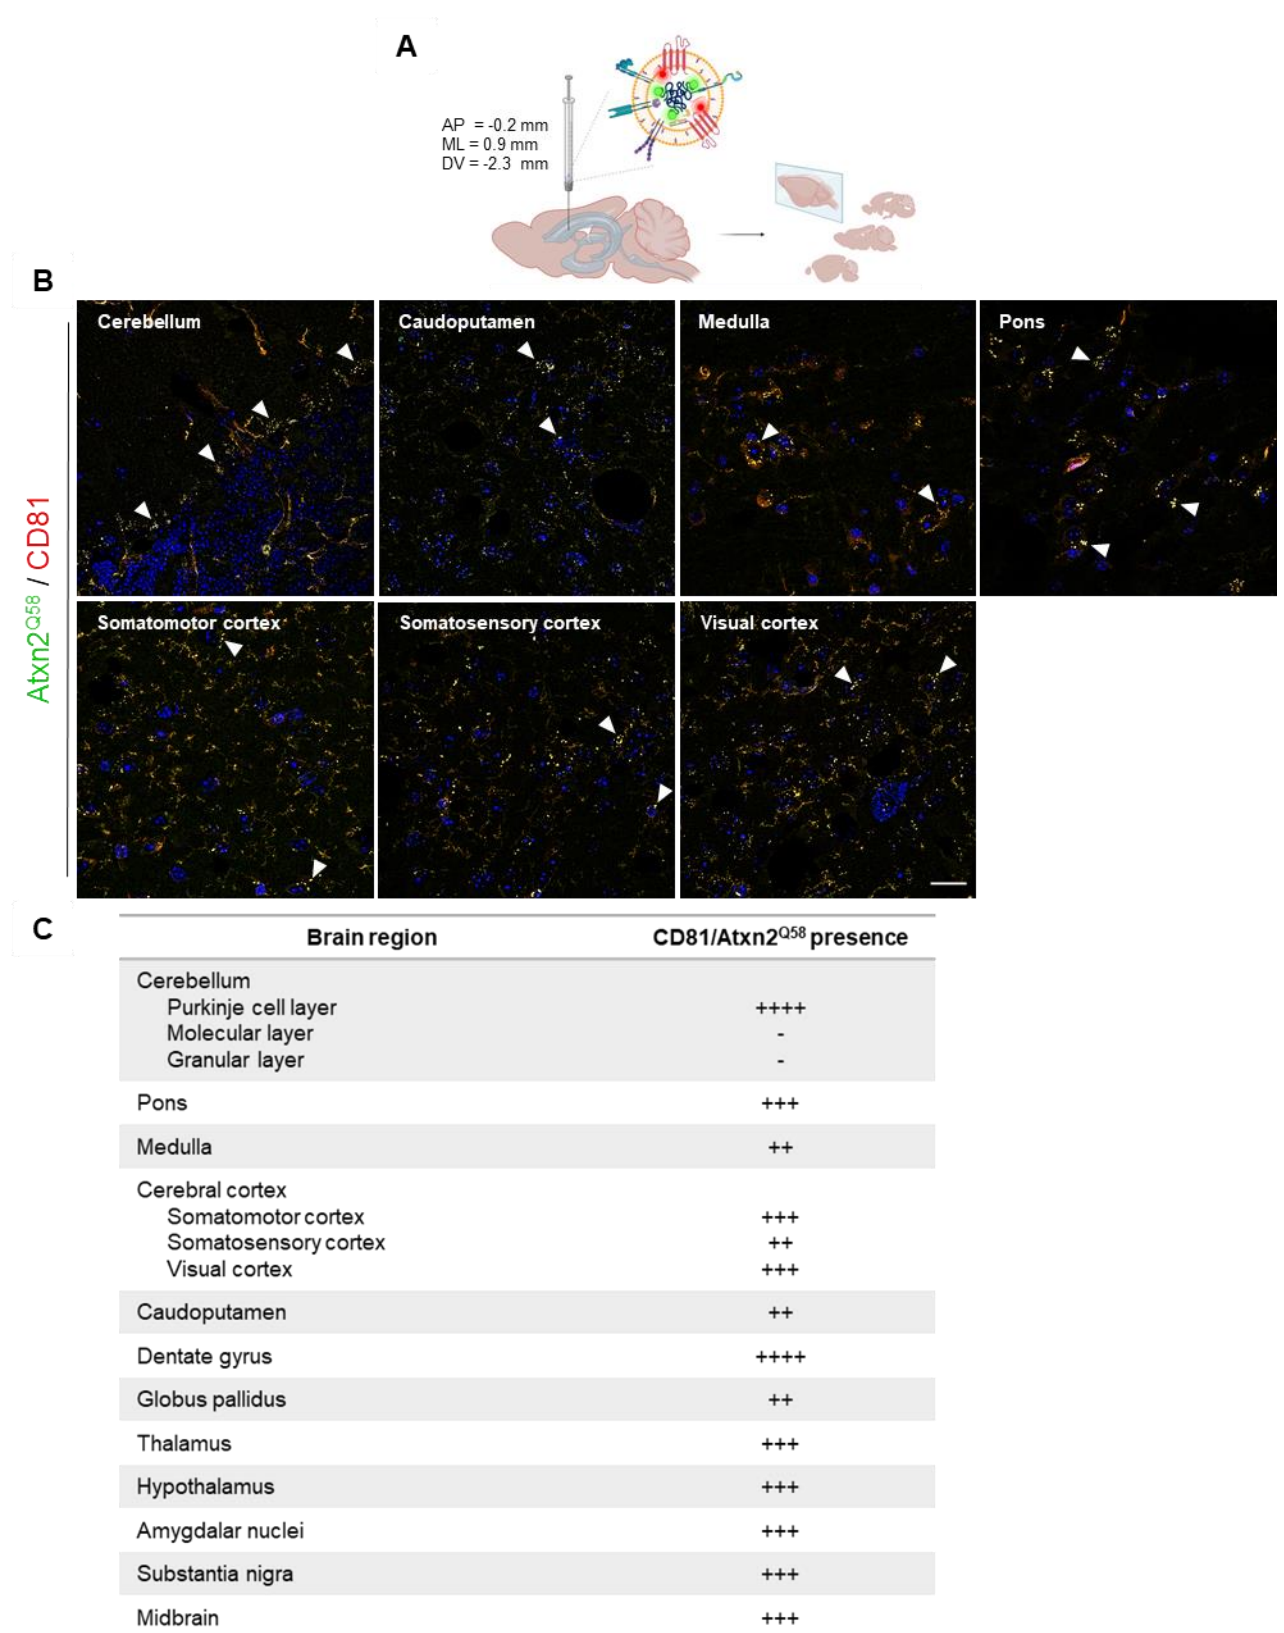 A
AP = -0.2 mm
ML = 0.9 mm
DV = -2.3 mm
B
Atxn2Q58 / CD81
Cerebellum
Caudoputamen
Medulla
Pons
Somatomotor cortex
Somatosensory cortex
Visual cortex
C
Brain region CD81/Atxn2Q58 presence
Cerebellum
Purkinje cell layer ++++
Molecular layer -
Granular layer -
Pons +++
Medulla ++
Cerebral cortex
Somatomotor cortex +++
Somatosensory cortex ++
Visual cortex +++
Caudoputamen ++
Dentate gyrus ++++
Globus pallidus ++
Thalamus +++
Hypothalamus +++
Amygdalar nuclei +++
Substantia nigra +++
Midbrain +++